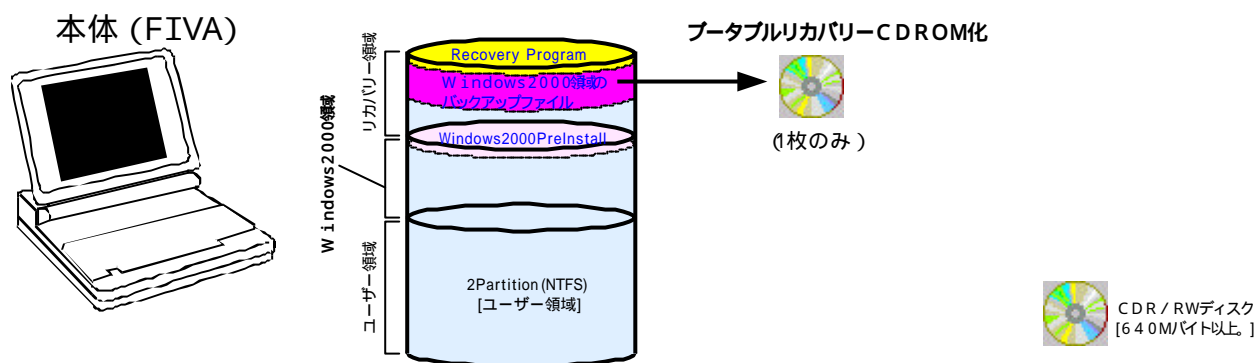 本体 (FIVA)
ブータブルリカバリーＣＤＲＯＭ化
リカバリー領域
Recovery Program
Ｗｉｎｄｏｗｓ２０００領域の
バックアップファイル
(1枚のみ)
Ｗｉｎｄｏｗｓ２０００領域
Windows2000PreInstall
ユーザー領域
2Partition(NTFS)
[ユーザー領域]
ＣＤＲ/ＲＷディスク
[６４０Mバイト以上。]